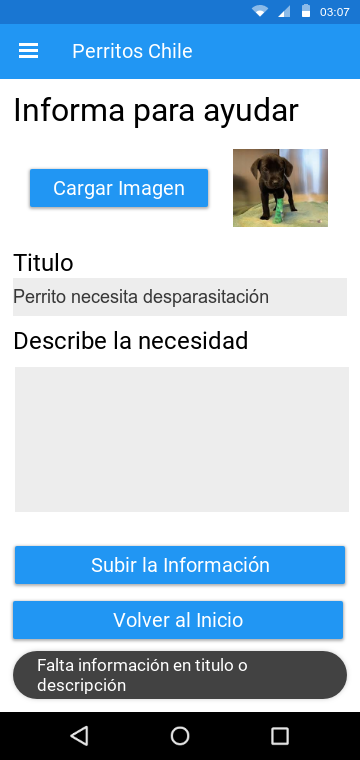 03:07
Perritos Chile
Informa para ayudar
Cargar Imagen
Titulo
Perrito necesita desparasitación
Describe la necesidad
Subir la Información
Volver al Inicio
Falta información en titulo o
descripción